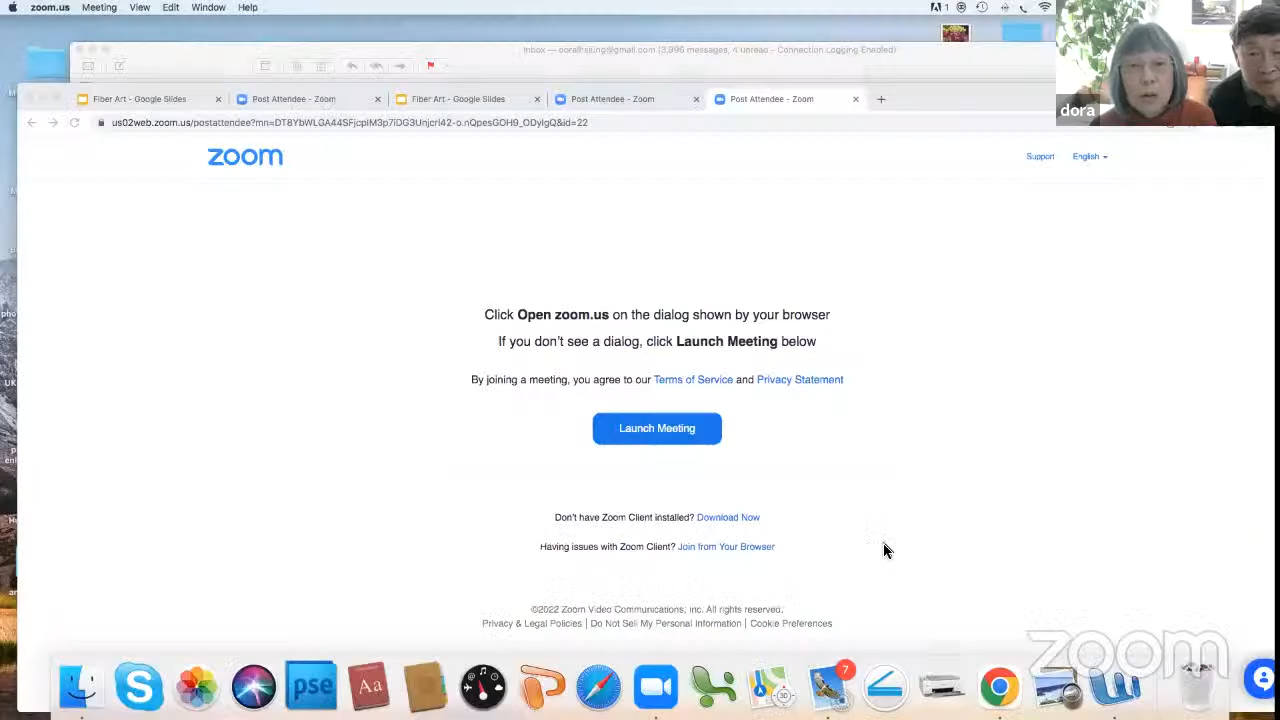 zoom.us Meeting View Edit Window Help
1
Fiber Art - Google Slides
Post Attendee - Zoom
Fiber Art - Google Slides
Post Attendee - Zoom
Post Attendee - Zoom
dora
zoom
Support
English
Click Open zoom.us on the dialog shown by your browser
If you don't see a dialog, click Launch Meeting below
By joining a meeting, you agree to our Terms of Service and Privacy Statement
Launch Meeting
Don't have Zoom Client installed? Download Now
Having issues with Zoom Client? Join from Your Browser
©2022 Zoom Video Communications, Inc. All rights reserved.
Privacy & Legal Policies | Do Not Sell My Personal Information | Cookie Preferences
zoom
pse
Aa
7